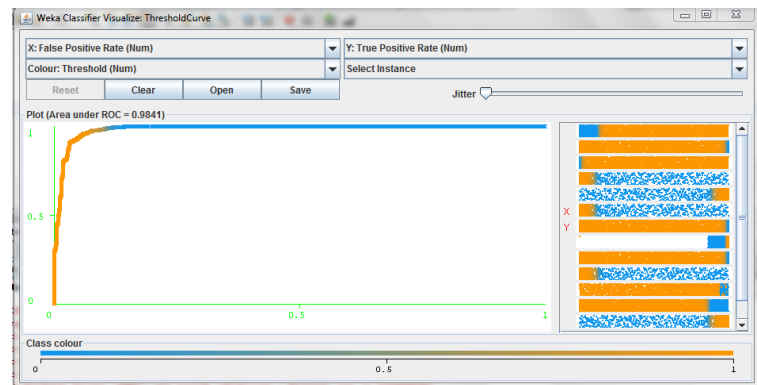 Weka Classifier Visualize: ThresholdCurve
X: False Positive Rate (Num)
Y: True Positive Rate (Num)
Colour: Threshold (Num)
Select Instance
Reset
Clear
Open
Save
Jitter
Plot (Area under ROC = 0.9841)
1
0.5
0
0
0.5
1
X
Y
Class colour
0
0.5
1